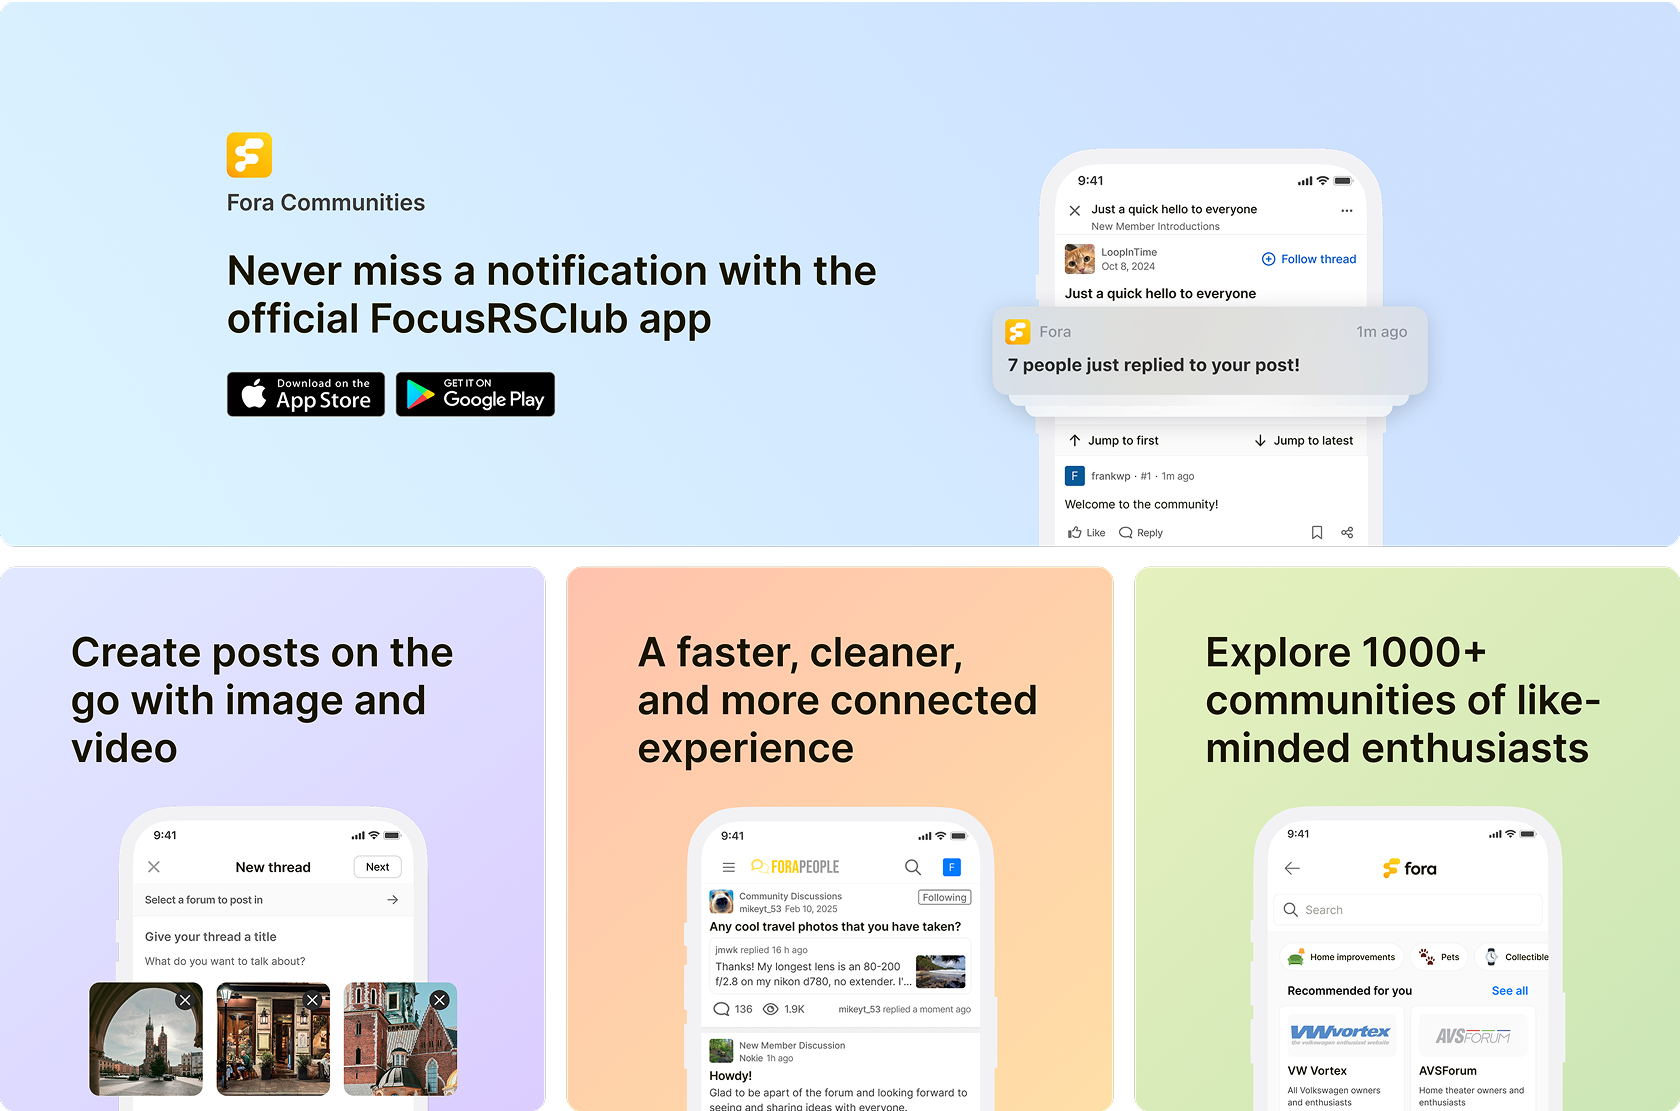 Fora Communities
Never miss a notification with the
official FocusRSClub app
Download on the
App Store
GET IT ON
Google Play
9:41
Just a quick hello to everyone
New Member Introductions
LoopInTime
Oct 8, 2024
Follow thread
Just a quick hello to everyone
Fora
1m ago
7 people just replied to your post!
Jump to first
Jump to latest
F
frankwp · #1 · 1m ago
Welcome to the community!
Like
Reply
Create posts on the
go with image and
video
9:41
New thread
Next
Select a forum to post in
Give your thread a title
What do you want to talk about?
A faster, cleaner,
and more connected
experience
9:41
FORAPEOPLE
F
Community Discussions
mikeyt_53 Feb 10, 2025
Following
Any cool travel photos that you have taken?
jmwk replied 16 h ago
Thanks! My longest lens is an 80-200
f/2.8 on my nikon d780, no extender. I'...
136
1.9K
mikeyt_53 replied a moment ago
New Member Discussion
Nokie 1h ago
Howdy!
Glad to be apart of the forum and looking forward to
seeing and sharing ideas with everyone.
Explore 1000+
communities of like-
minded enthusiasts
9:41
fora
Search
Home improvements
Pets
Collectible
Recommended for you
See all
VWvortex
the volkswagen enthusiast website
AVSFORUM
VW Vortex
All Volkswagen owners
and enthusiasts
AVSForum
Home theater owners and
enthusiasts